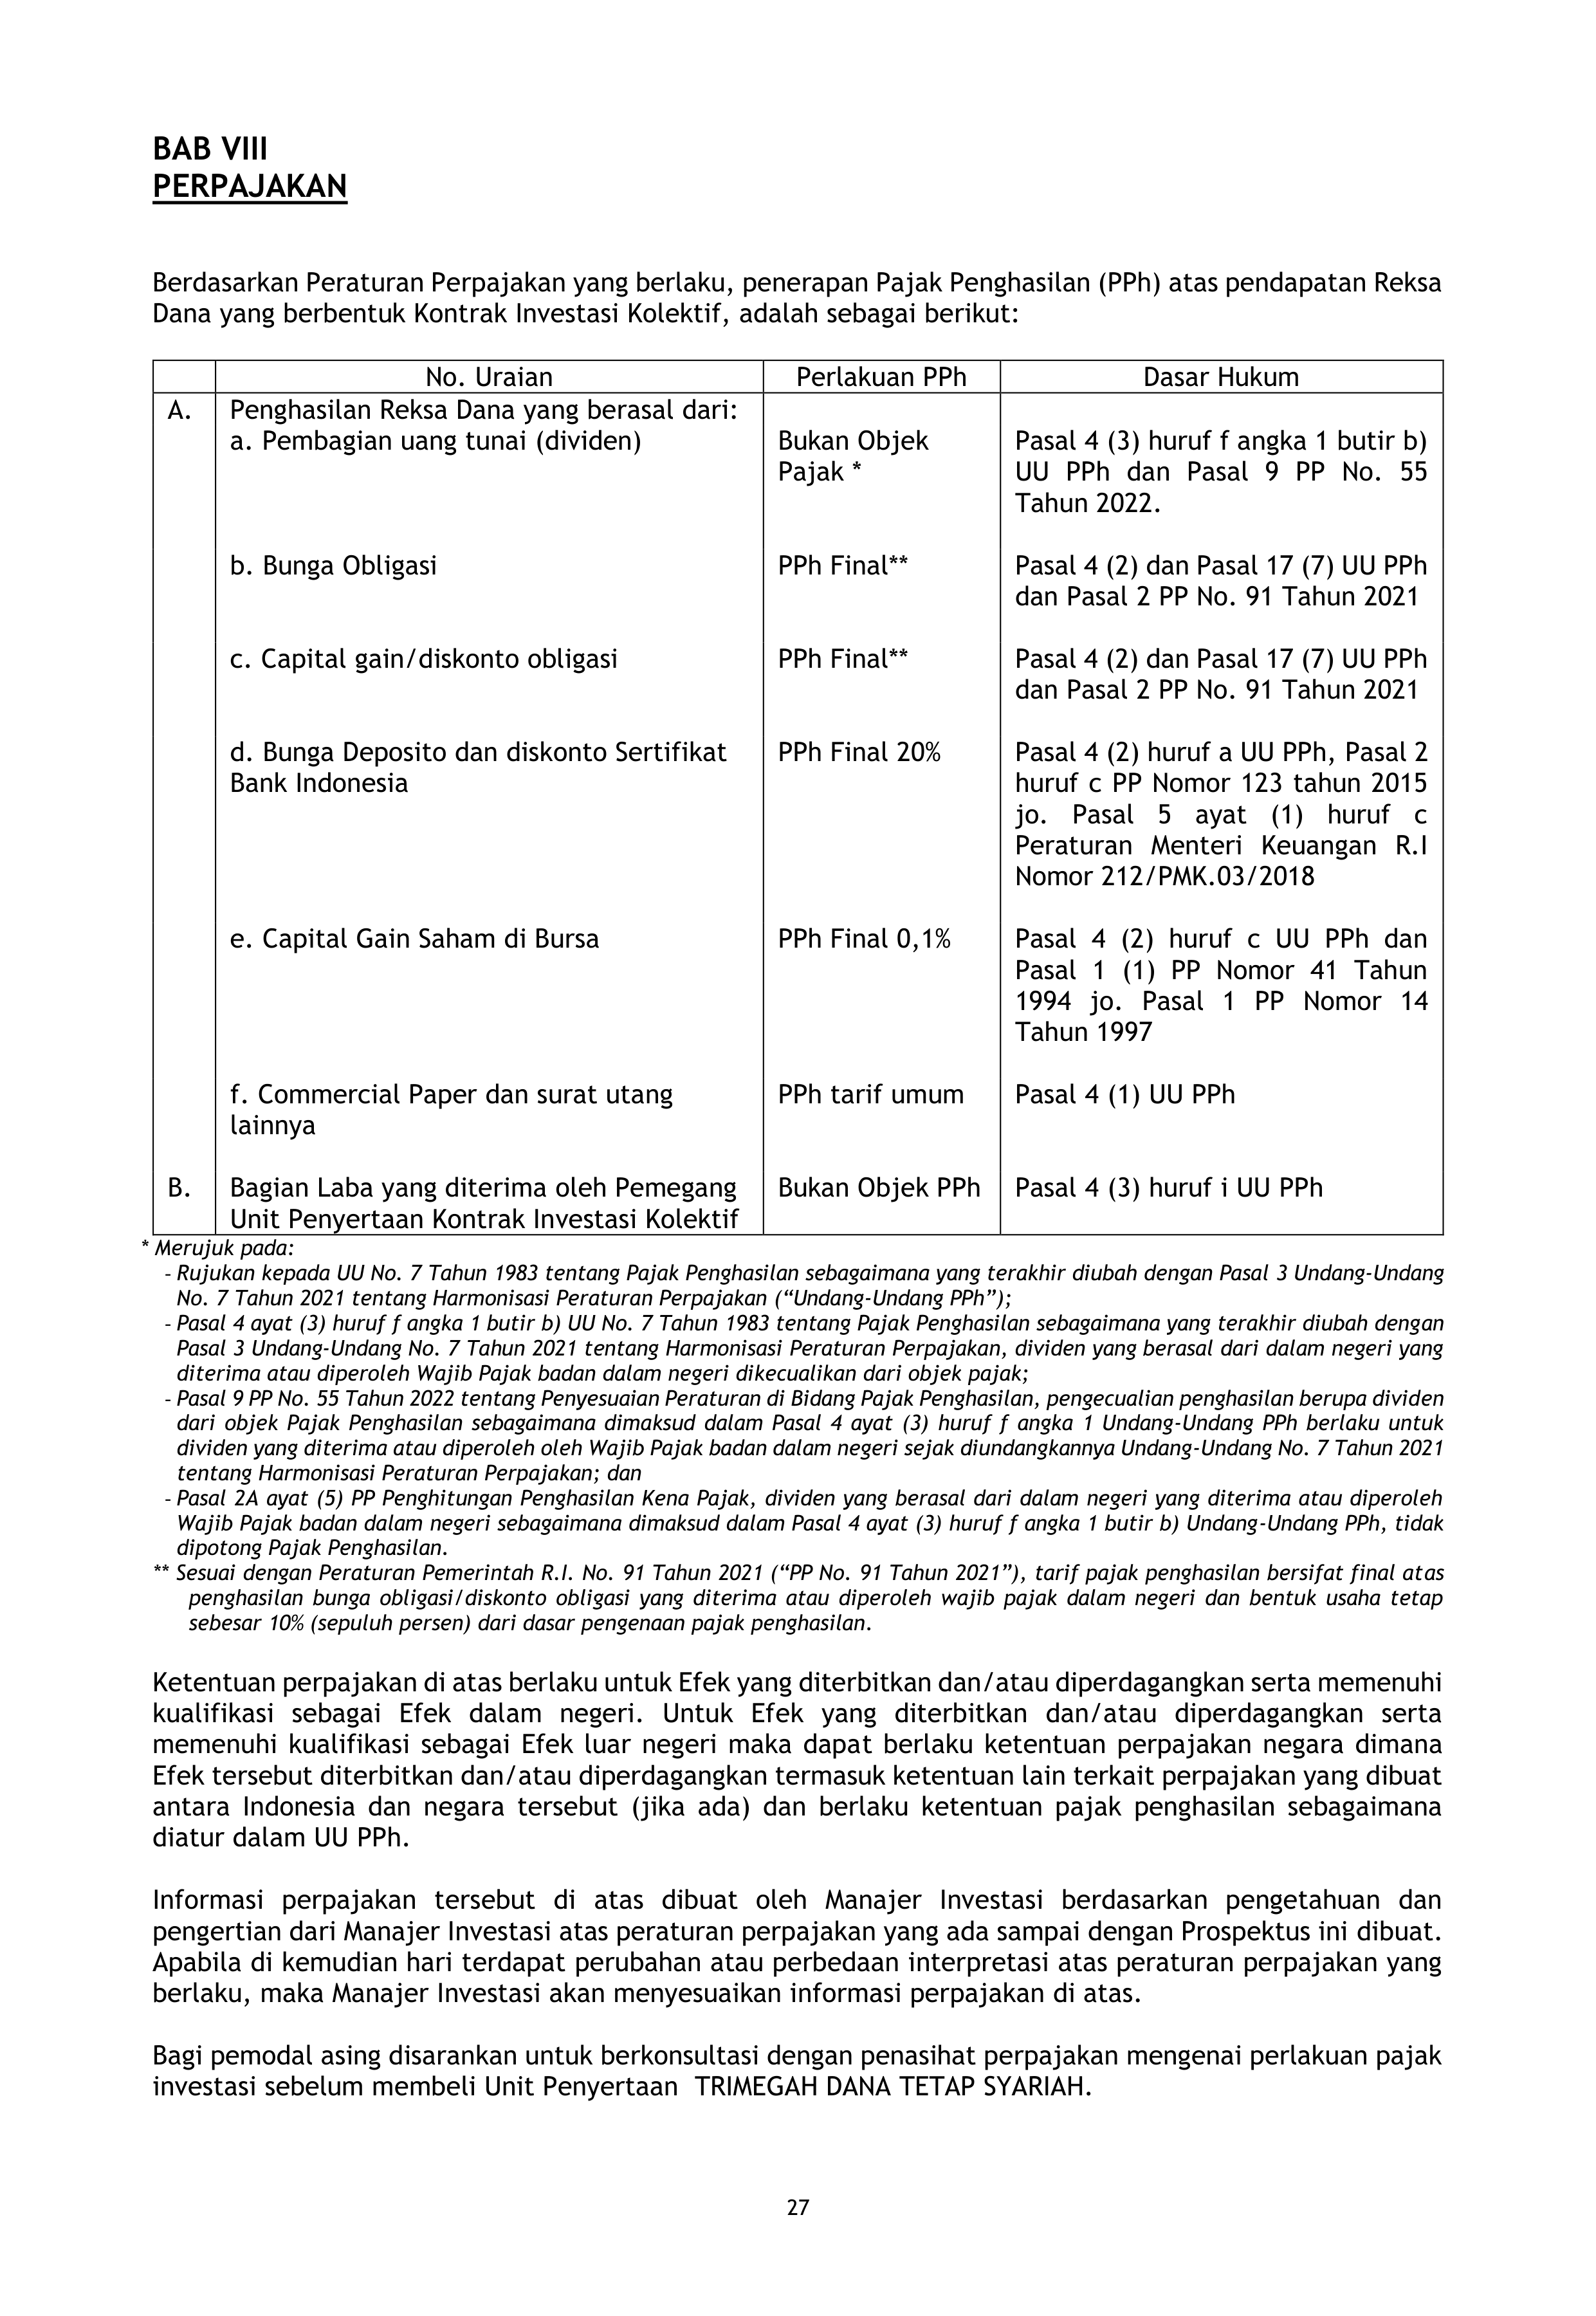 BAB VIII
PERPAJAKAN
Berdasarkan Peraturan Perpajakan yang berlaku, penerapan Pajak Penghasilan (PPh) atas pendapatan Reksa
Dana yang berbentuk Kontrak Investasi Kolektif, adalah sebagai berikut:
No. Uraian Perlakuan PPh Dasar Hukum
A. Penghasilan Reksa Dana yang berasal dari:
a. Pembagian uang tunai (dividen) Bukan Objek Pasal 4 (3) huruf f angka 1 butir b)
Pajak * UU PPh dan Pasal 9 PP No. 55
Tahun 2022.
b. Bunga Obligasi PPh Final** Pasal 4 (2) dan Pasal 17 (7) UU PPh
dan Pasal 2 PP No. 91 Tahun 2021
c. Capital gain/diskonto obligasi PPh Final** Pasal 4 (2) dan Pasal 17 (7) UU PPh
dan Pasal 2 PP No. 91 Tahun 2021
d. Bunga Deposito dan diskonto Sertifikat PPh Final 20% Pasal 4 (2) huruf a UU PPh, Pasal 2
Bank Indonesia huruf c PP Nomor 123 tahun 2015
jo. Pasal 5 ayat (1) huruf c
Peraturan Menteri Keuangan R.I
Nomor 212/PMK.03/2018
e. Capital Gain Saham di Bursa PPh Final 0,1% Pasal 4 (2) huruf c UU PPh dan
Pasal 1 (1) PP Nomor 41 Tahun
1994 jo. Pasal 1 PP Nomor 14
Tahun 1997
f. Commercial Paper dan surat utang PPh tarif umum Pasal 4 (1) UU PPh
lainnya
B. Bagian Laba yang diterima oleh Pemegang Bukan Objek PPh Pasal 4 (3) huruf i UU PPh
Unit Penyertaan Kontrak Investasi Kolektif
* Merujuk pada:
- Rujukan kepada UU No. 7 Tahun 1983 tentang Pajak Penghasilan sebagaimana yang terakhir diubah dengan Pasal 3 Undang-Undang
No. 7 Tahun 2021 tentang Harmonisasi Peraturan Perpajakan (“Undang-Undang PPh”);
- Pasal 4 ayat (3) huruf f angka 1 butir b) UU No. 7 Tahun 1983 tentang Pajak Penghasilan sebagaimana yang terakhir diubah dengan
Pasal 3 Undang-Undang No. 7 Tahun 2021 tentang Harmonisasi Peraturan Perpajakan, dividen yang berasal dari dalam negeri yang
diterima atau diperoleh Wajib Pajak badan dalam negeri dikecualikan dari objek pajak;
- Pasal 9 PP No. 55 Tahun 2022 tentang Penyesuaian Peraturan di Bidang Pajak Penghasilan, pengecualian penghasilan berupa dividen
dari objek Pajak Penghasilan sebagaimana dimaksud dalam Pasal 4 ayat (3) huruf f angka 1 Undang-Undang PPh berlaku untuk
dividen yang diterima atau diperoleh oleh Wajib Pajak badan dalam negeri sejak diundangkannya Undang-Undang No. 7 Tahun 2021
tentang Harmonisasi Peraturan Perpajakan; dan
- Pasal 2A ayat (5) PP Penghitungan Penghasilan Kena Pajak, dividen yang berasal dari dalam negeri yang diterima atau diperoleh
Wajib Pajak badan dalam negeri sebagaimana dimaksud dalam Pasal 4 ayat (3) huruf f angka 1 butir b) Undang-Undang PPh, tidak
dipotong Pajak Penghasilan.
** Sesuai dengan Peraturan Pemerintah R.I. No. 91 Tahun 2021 (“PP No. 91 Tahun 2021”), tarif pajak penghasilan bersifat final atas
penghasilan bunga obligasi/diskonto obligasi yang diterima atau diperoleh wajib pajak dalam negeri dan bentuk usaha tetap
sebesar 10% (sepuluh persen) dari dasar pengenaan pajak penghasilan.
Ketentuan perpajakan di atas berlaku untuk Efek yang diterbitkan dan/atau diperdagangkan serta memenuhi
kualifikasi sebagai Efek dalam negeri. Untuk Efek yang diterbitkan dan/atau diperdagangkan serta
memenuhi kualifikasi sebagai Efek luar negeri maka dapat berlaku ketentuan perpajakan negara dimana
Efek tersebut diterbitkan dan/atau diperdagangkan termasuk ketentuan lain terkait perpajakan yang dibuat
antara Indonesia dan negara tersebut (jika ada) dan berlaku ketentuan pajak penghasilan sebagaimana
diatur dalam UU PPh.
Informasi perpajakan tersebut di atas dibuat oleh Manajer Investasi berdasarkan pengetahuan dan
pengertian dari Manajer Investasi atas peraturan perpajakan yang ada sampai dengan Prospektus ini dibuat.
Apabila di kemudian hari terdapat perubahan atau perbedaan interpretasi atas peraturan perpajakan yang
berlaku, maka Manajer Investasi akan menyesuaikan informasi perpajakan di atas.
Bagi pemodal asing disarankan untuk berkonsultasi dengan penasihat perpajakan mengenai perlakuan pajak
investasi sebelum membeli Unit Penyertaan TRIMEGAH DANA TETAP SYARIAH.
27